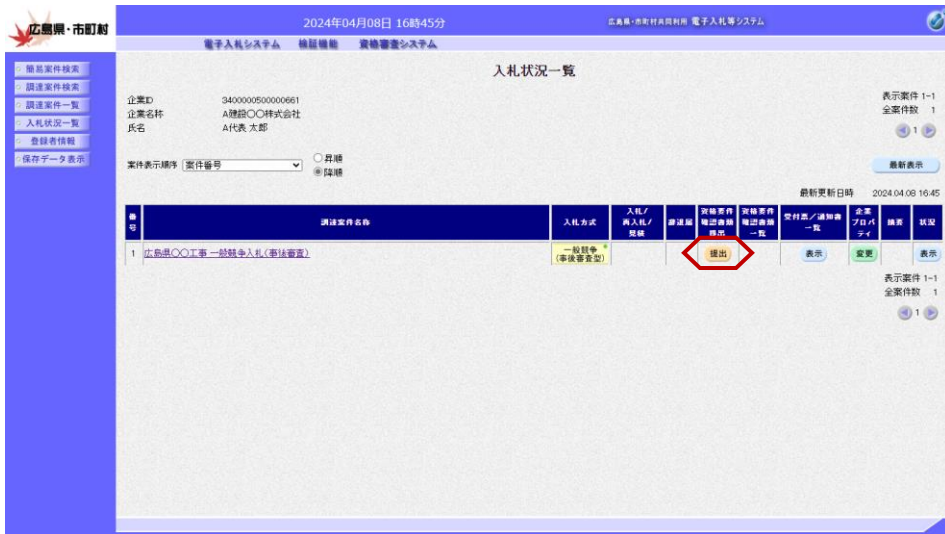 広島県・市町村
2024年04月08日 16時45分
広島県・市町村共同利用 電子入札等システム
電子入札システム 検証機能 資格審査システム
簡易案件検索
調達案件検索
調達案件一覧
入札状況一覧
登録者情報
保存データ表示
入札状況一覧
企業ID 3400000500000661
企業名称 A建設〇〇株式会社
氏名 A代表 太郎
表示案件 1-1
全案件数 1
1
案件表示順序 案件番号
昇順
降順
最新表示
最新更新日時 2024.04.08 16:45
番号 調達案件名称 入札方式 入札/再入札/見積 辞退届 資格要件確認書類提出 資格要件確認書類一覧 受付票/通知書一覧 企業プロパティ 摘要 状況
1 広島県〇〇工事 一般競争入札(事後審査) 一般競争(事後審査型) 提出 表示 変更 表示
表示案件 1-1
全案件数 1
1